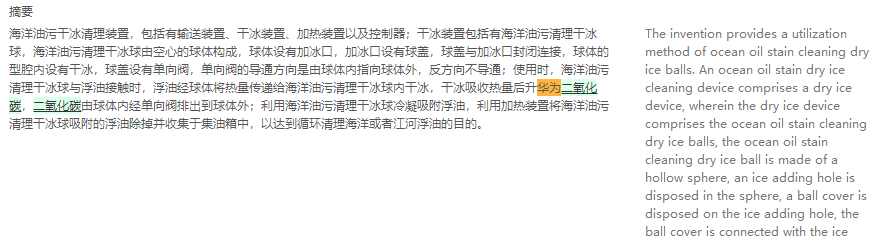 摘要
海洋油污干冰清理装置，包括有输送装置、干冰装置、加热装置以及控制器；干冰装置包括有海洋油污清理干冰
球，海洋油污清理干冰球由空心的球体构成，球体设有加冰口，加冰口设有球盖，球盖与加冰口封闭连接，球体的
型腔内设有干冰，球盖设有单向阀，单向阀的导通方向是由球体内指向球体外，反方向不导通；使用时，海洋油污
清理干冰球与浮油接触时，浮油经球体将热量传递给海洋油污清理干冰球内干冰，干冰吸收热量后升华为二氧化
碳，二氧化碳由球体内经单向阀排出到球体外；利用海洋油污清理干冰球冷凝吸附浮油，利用加热装置将海洋油污
清理干冰球吸附的浮油除掉并收集于集油箱中，以达到循环清理海洋或者江河浮油的目的。
The invention provides a utilization
method of ocean oil stain cleaning dry
ice balls. An ocean oil stain dry ice
cleaning device comprises a dry ice
device, wherein the dry ice device
comprises the ocean oil stain cleaning
dry ice balls, the ocean oil stain
cleaning dry ice ball is made of a
hollow sphere, an ice adding hole is
disposed in the sphere, a ball cover is
disposed on the ice adding hole, the
ball cover is connected with the ice